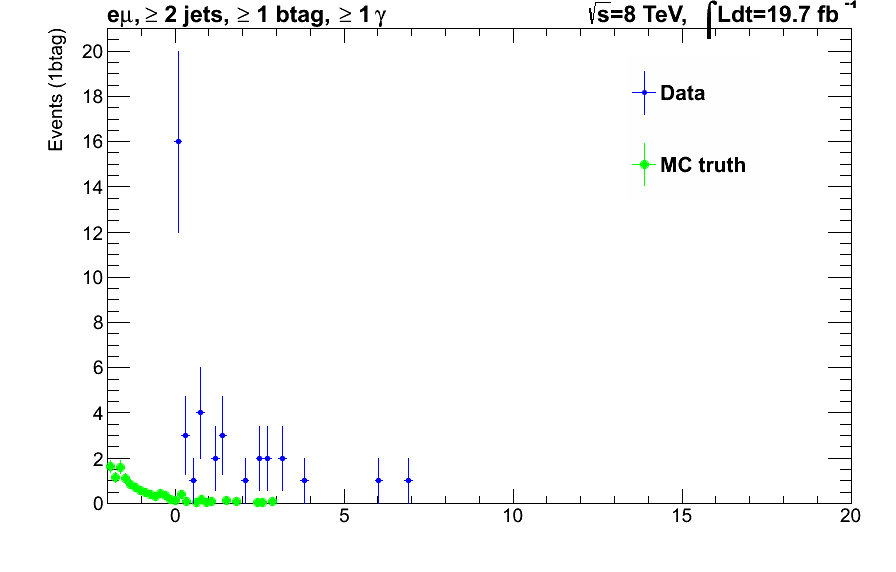 eμ, ≥ 2 jets, ≥ 1 btag, ≥ 1 γ
√s=8 TeV, ∫Ldt=19.7 fb⁻¹
Events (1btag)
20
18
16
14
12
10
8
6
4
2
0
Data
MC truth
0 5 10 15 20